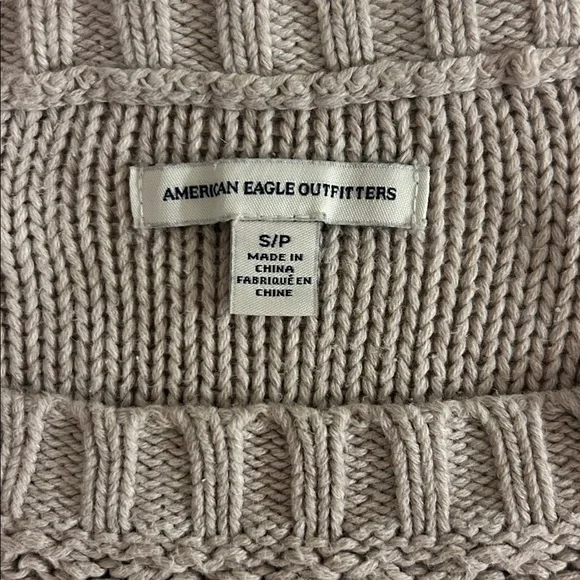 AMERICAN EAGLE OUTFITTERS
S/P
MADE IN
CHINA
FABRIQUÉ EN
CHINE